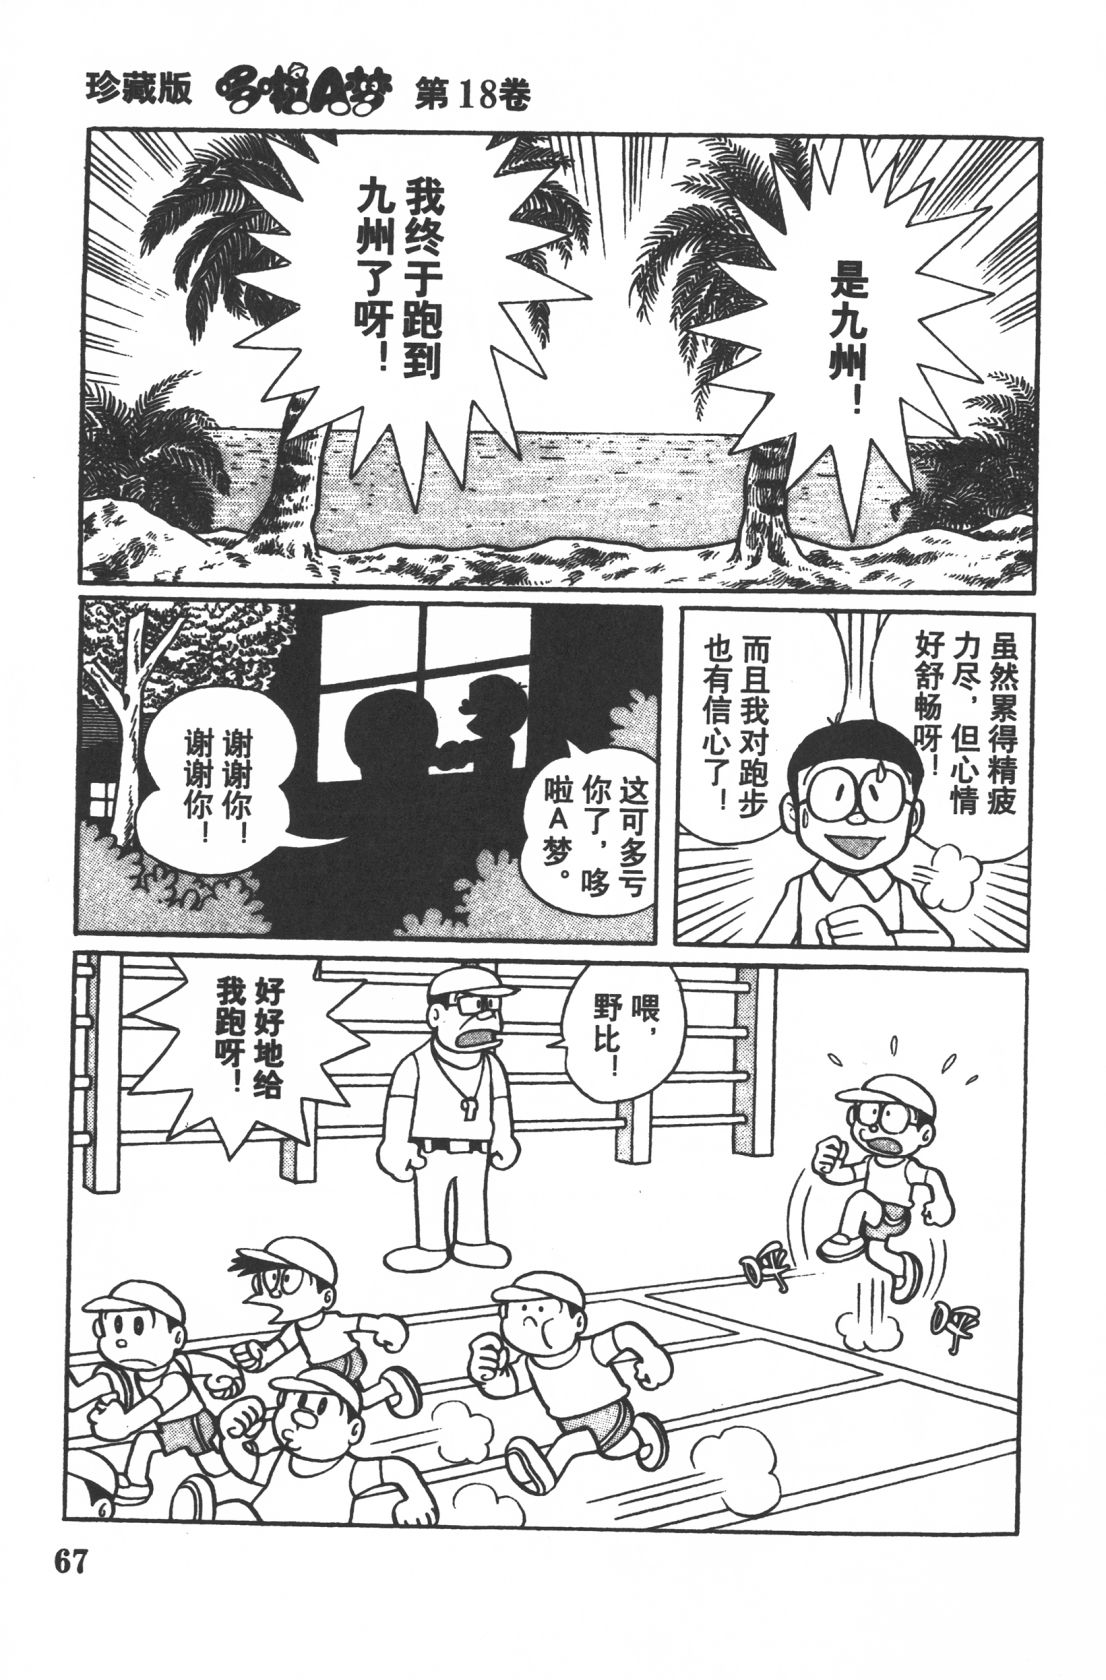 珍藏版 哆啦A梦 第18卷
是九州！
我终于跑到
九州了呀！
虽然累得精疲
力尽，但心情
好舒畅呀！
而且我对跑步
也有信心了！
这可多亏
你了，哆
啦A梦。
谢谢你！
谢谢你！
喂，
野比！
好好地给
我跑呀！
67